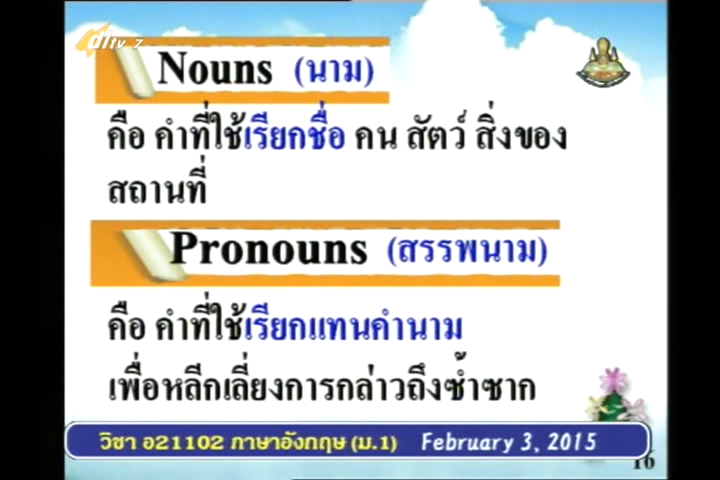 dltv 7
Nouns (นาม)
คือ คำที่ใช้เรียกชื่อ คน สัตว์ สิ่งของ
สถานที่
Pronouns (สรรพนาม)
คือ คำที่ใช้เรียกแทนคำนาม
เพื่อหลีกเลี่ยงการกล่าวถึงซ้ำซาก
วิชา อ21102 ภาษาอังกฤษ (ม.1) February 3, 2015
16